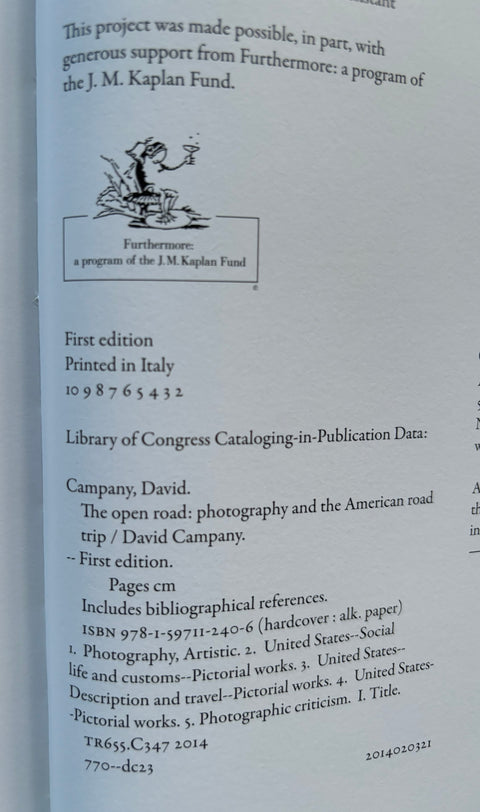 This project was made possible, in part, with
generous support from Furthermore: a program of
the J. M. Kaplan Fund.
Furthermore:
a program of the J. M. Kaplan Fund
First edition
Printed in Italy
10 9 8 7 6 5 4 3 2
Library of Congress Cataloging-in-Publication Data:
Campany, David.
The open road: photography and the American road
trip / David Campany.
-- First edition.
Pages cm
Includes bibliographical references.
ISBN 978-1-59711-240-6 (hardcover : alk. paper)
1. Photography, Artistic. 2. United States--Social
life and customs--Pictorial works. 3. United States--
Description and travel--Pictorial works. 4. United States-
-Pictorial works. 5. Photographic criticism. I. Title.
TR655.C347 2014
770--dc23
2014020321